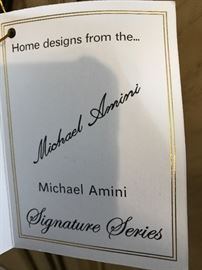 Home designs from the...
Michael Amini
Michael Amini
Signature Series